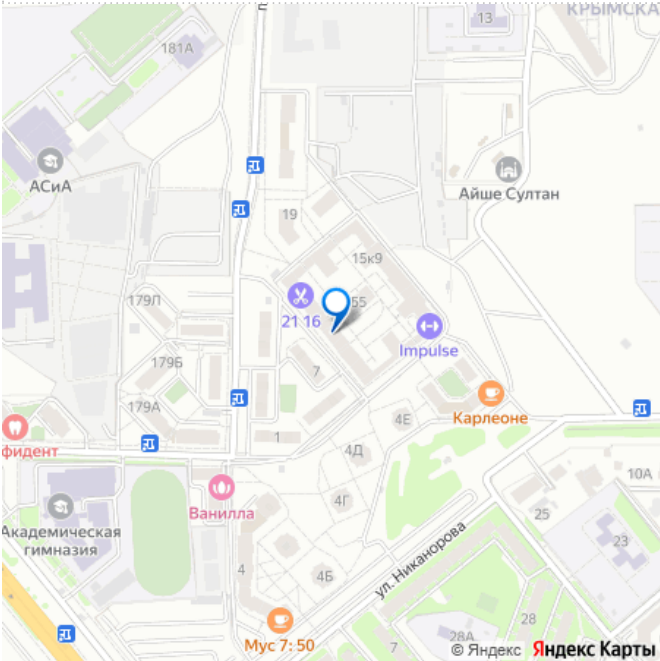 КРЫМСКА
13
181А
АСиА
Айше Султан
19
15к9
55
21 16
179Л
Impulse
179Б
7
179А
Карлеоне
4Е
фидент
1
4Д
10А
Ванилла
4Г
25
Академическая
гимназия
ул. Никанорова
23
4
4Б
28
28А
Мус 7: 50
7
© Яндекс Яндекс Карты